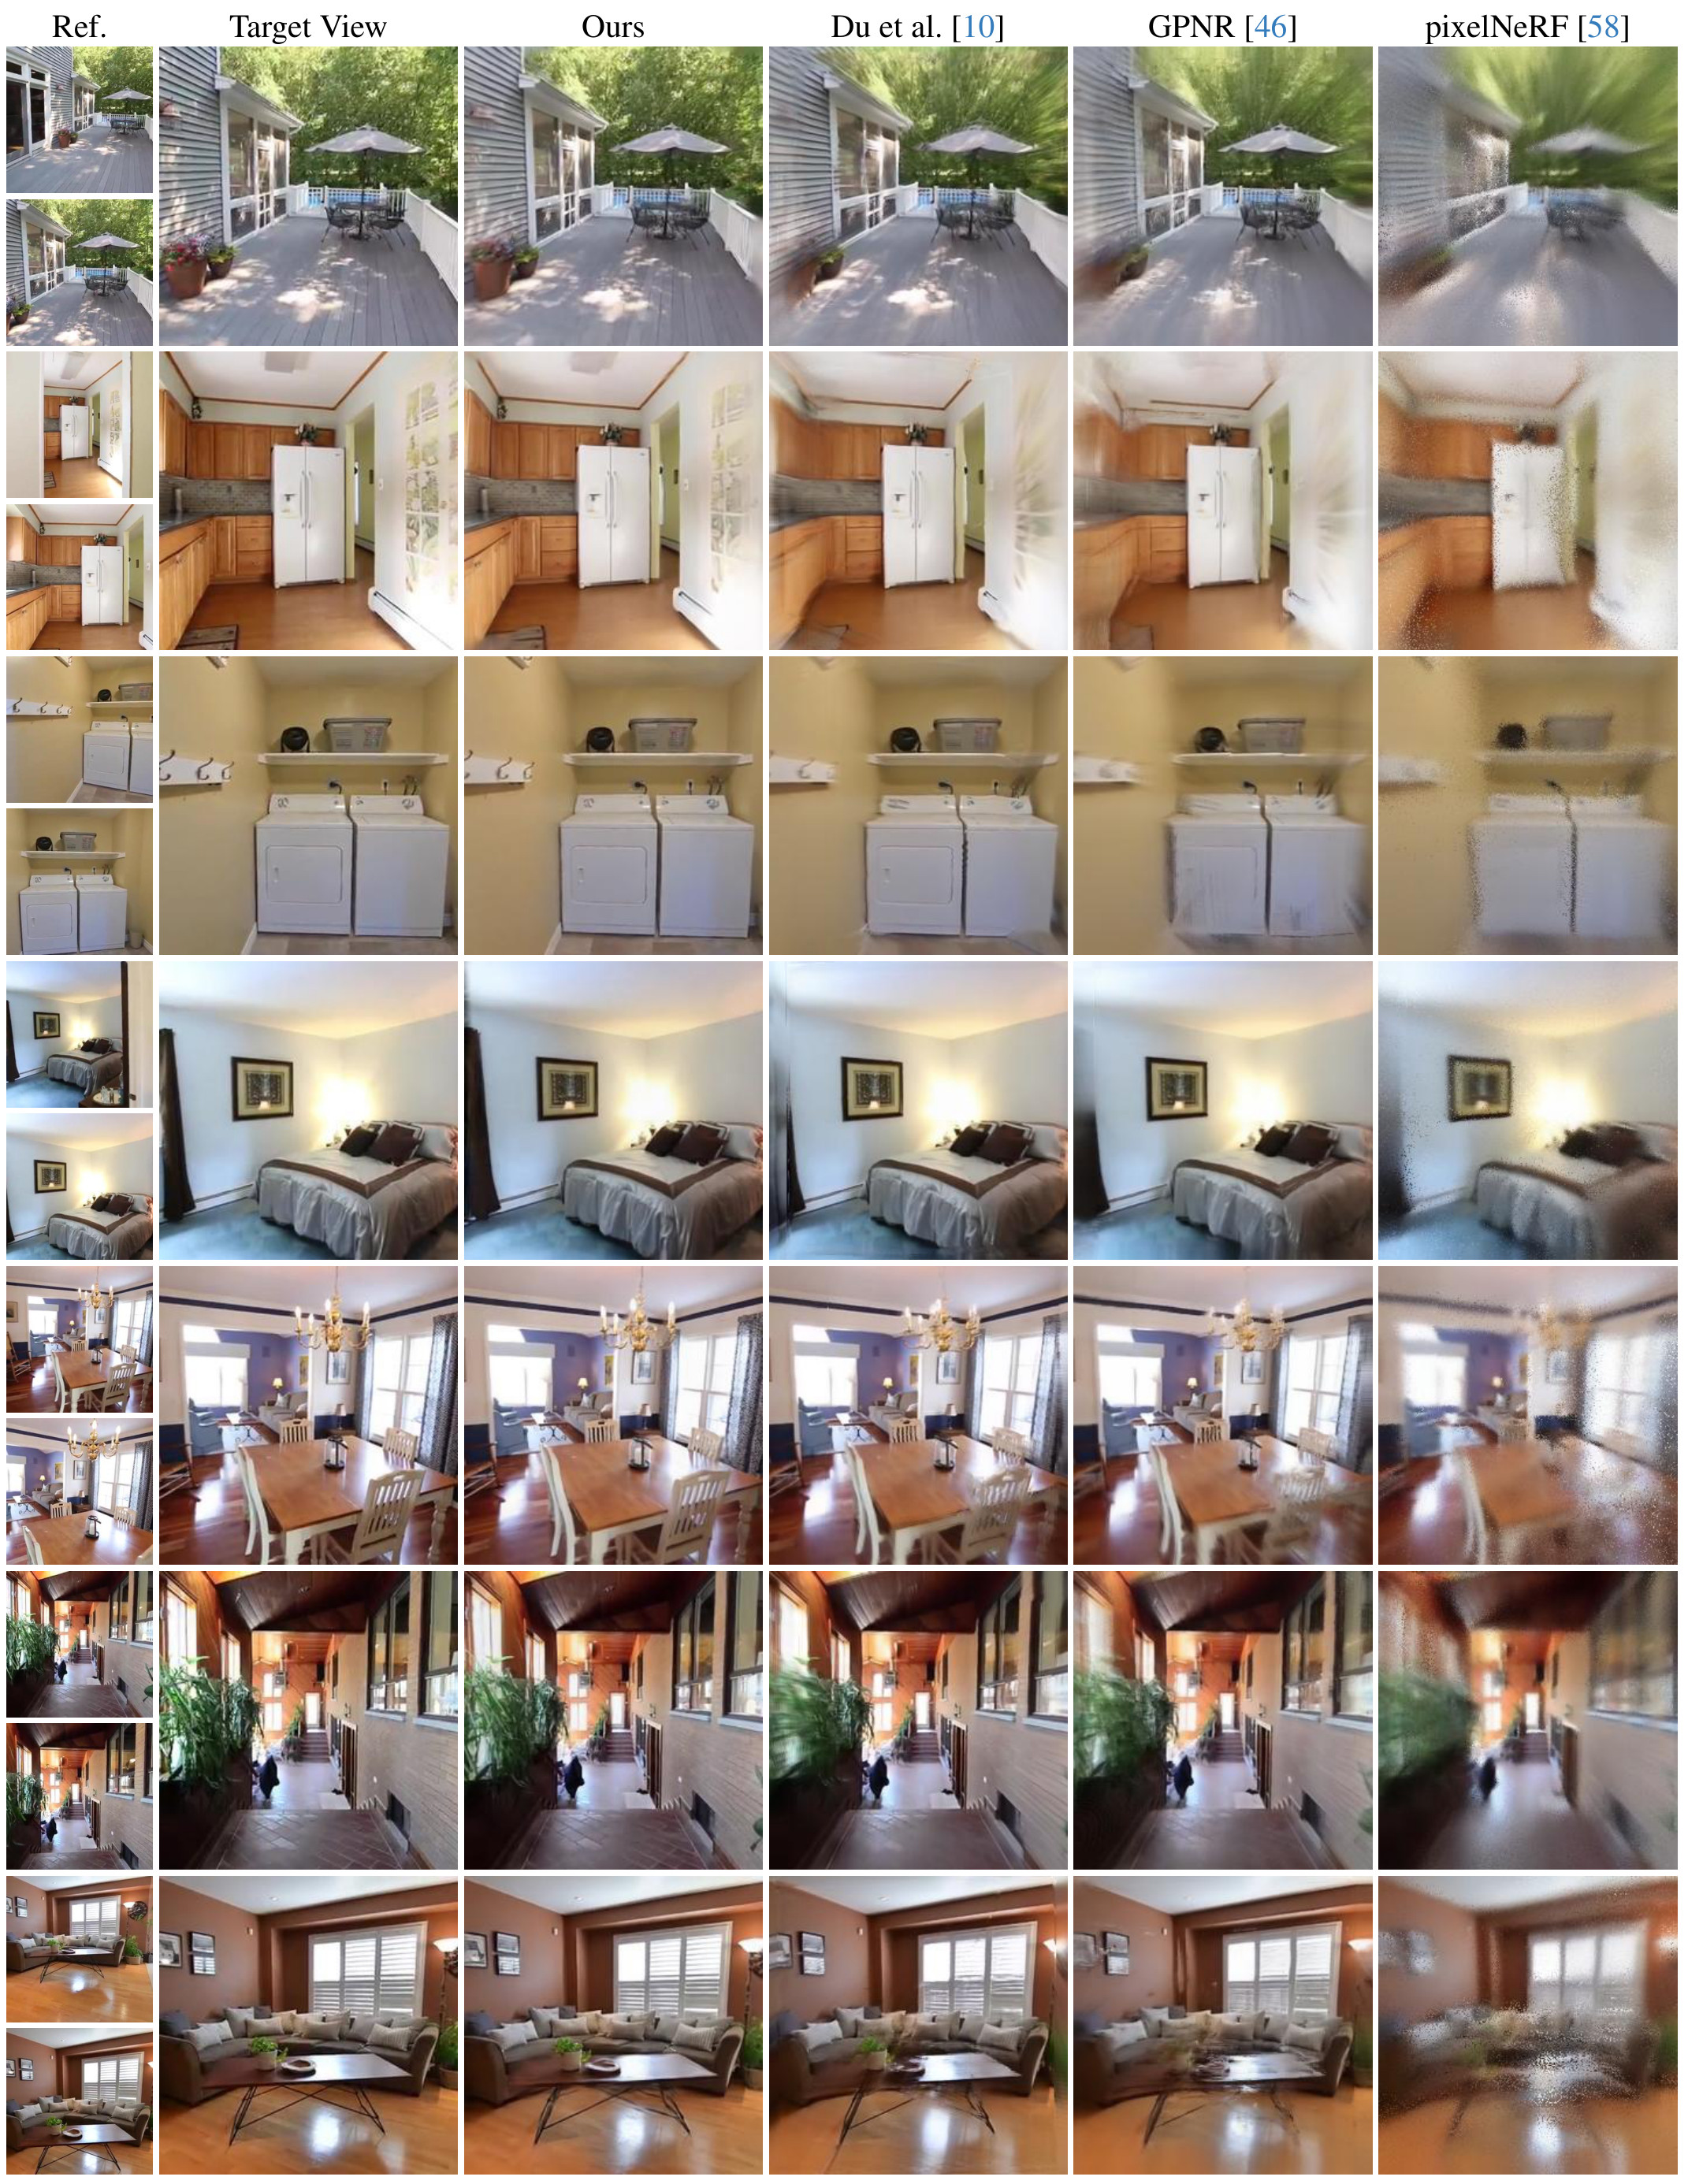 Ref. Target View Ours Du et al. [10] GPNR [46] pixelNeRF [58]